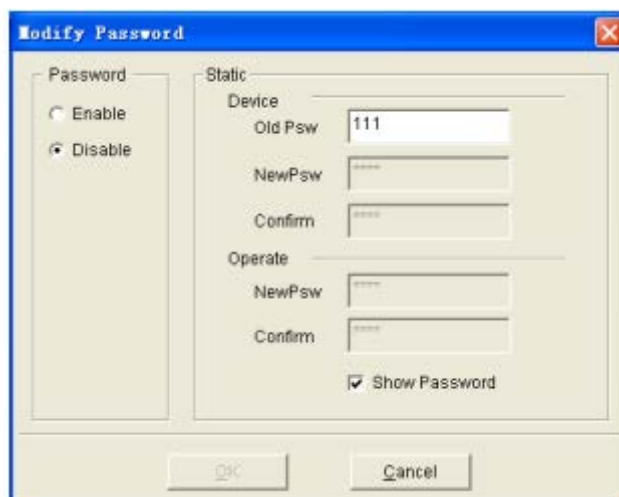 Modify Password
Password
Enable
Disable
Static
Device
Old Psw 111
NewPsw ****
Confirm ****
Operate
NewPsw ****
Confirm ****
Show Password
OK
Cancel